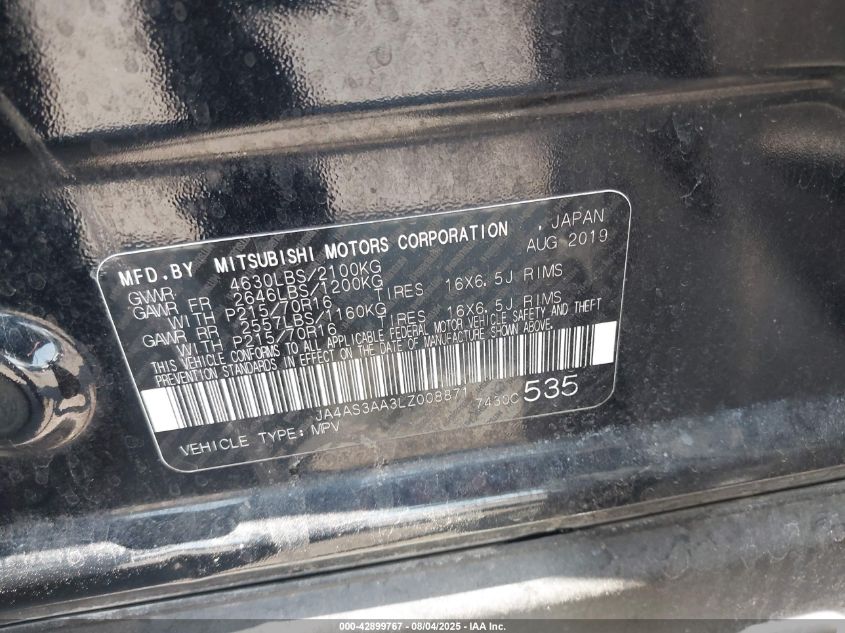 MFD.BY MITSUBISHI MOTORS CORPORATION , JAPAN
GVWR 4630LBS/2100KG AUG 2019
GAWR FR 2646LBS/1200KG
WITH P215/70R16 TIRES 16X6.5J RIMS
GAWR RR 2557LBS/1160KG
WITH P215/70R16 TIRES 16X6.5J RIMS
THIS VEHICLE CONFORMS TO ALL APPLICABLE FEDERAL MOTOR VEHICLE SAFETY AND THEFT
PREVENTION STANDARDS IN EFFECT ON THE DATE OF MANUFACTURE SHOWN ABOVE.
JA4AS3AA3LZ008871 7430C 535
VEHICLE TYPE: MPV
000-42899767 - 08/04/2025 - IAA Inc.